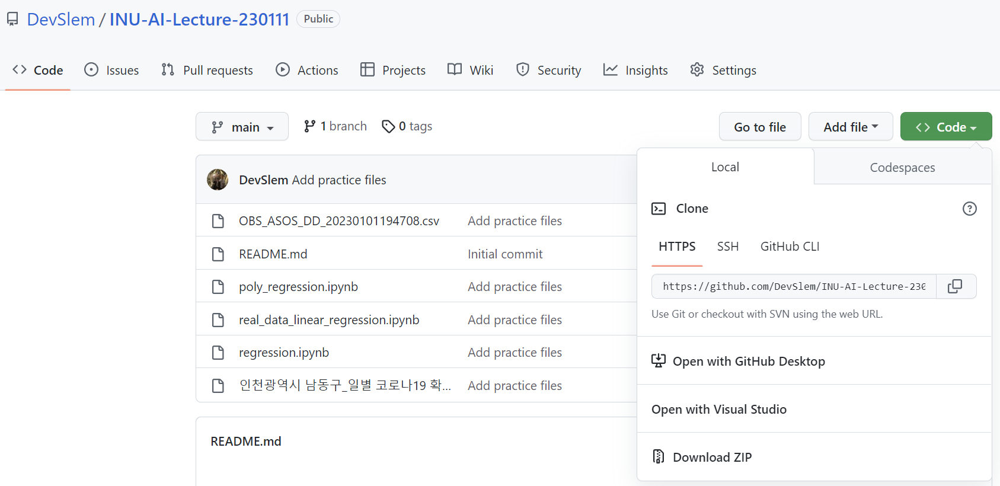 DevSlem / INU-AI-Lecture-230111 Public
Code Issues Pull requests Actions Projects Wiki Security Insights Settings
main 1 branch 0 tags Go to file Add file Code
Local Codespaces
DevSlem Add practice files
Clone
OBS_ASOS_DD_20230101194708.csv Add practice files
HTTPS SSH GitHub CLI
README.md Initial commit
poly_regression.ipynb Add practice files
https://github.com/DevSlem/INU-AI-Lecture-230
Use Git or checkout with SVN using the web URL.
real_data_linear_regression.ipynb Add practice files
regression.ipynb Add practice files
Open with GitHub Desktop
인천광역시 남동구_일별 코로나19 확... Add practice files
Open with Visual Studio
README.md
Download ZIP